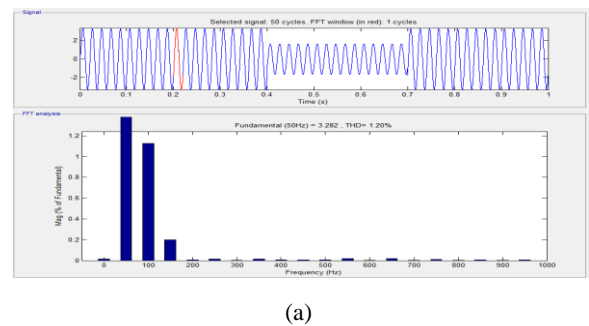 Signal
Selected signal: 50 cycles. FFT window (in red): 1 cycles
2
0
-2
0 0.1 0.2 0.3 0.4 0.5 0.6 0.7 0.8 0.9 1
Time (s)
FFT analysis
Fundamental (50Hz) = 3.282 , THD= 1.20%
1.2
1
0.8
0.6
0.4
0.2
0
Mag (% of Fundamental)
0 100 200 300 400 500 600 700 800 900 1000
Frequency (Hz)
(a)